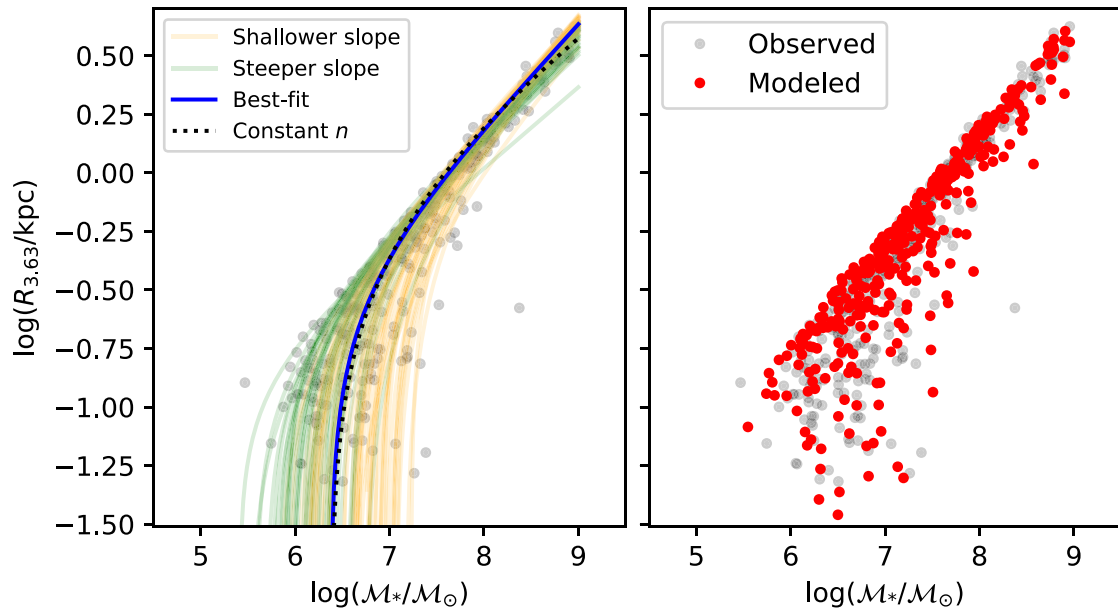 Shallower slope
Steeper slope
Best-fit
Constant n
Observed
Modeled
0.50
0.25
0.00
−0.25
−0.50
−0.75
−1.00
−1.25
−1.50
log(R₃.₆₃/kpc)
5 6 7 8 9
5 6 7 8 9
log(ℳ∗/ℳ⊙)
log(ℳ∗/ℳ⊙)